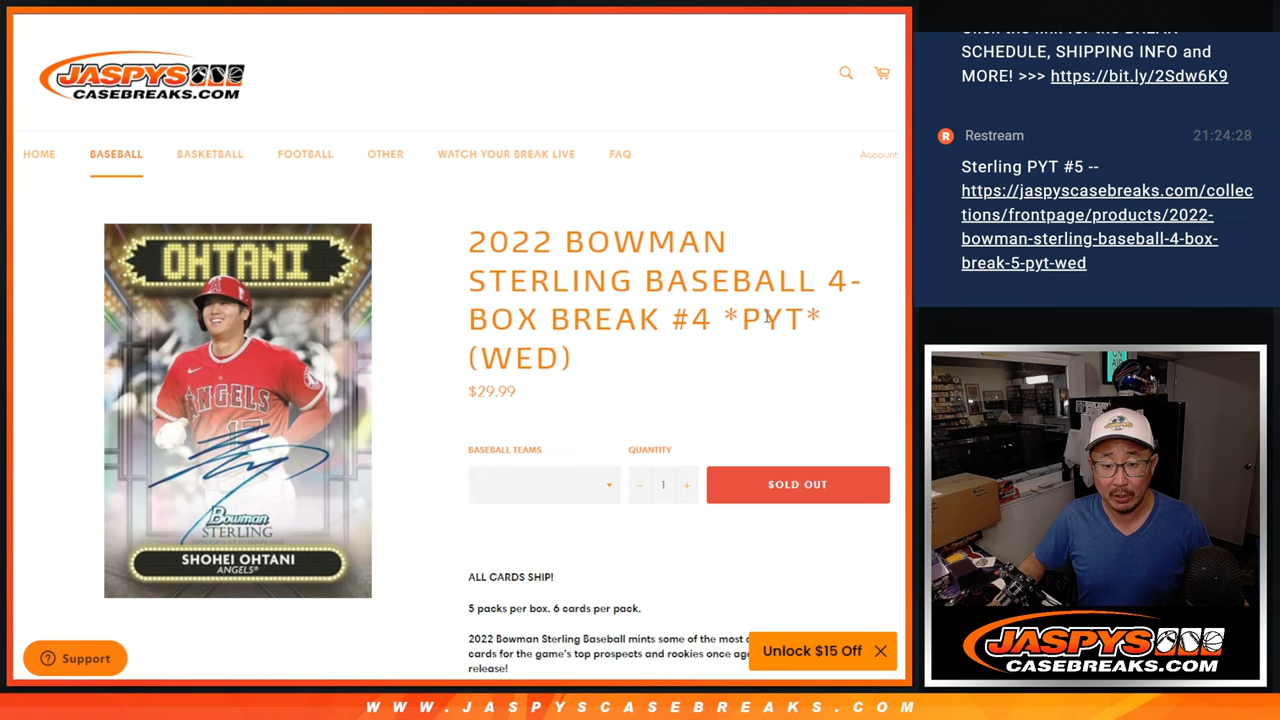 JASPYS
CASEBREAKS.COM
HOME BASEBALL BASKETBALL FOOTBALL OTHER WATCH YOUR BREAK LIVE FAQ Account
OHTANI
ANGELS
17
Bowman
STERLING
SHOHEI OHTANI
ANGELS®
2022 BOWMAN
STERLING BASEBALL 4-
BOX BREAK #4 *PYT*
(WED)
$29.99
BASEBALL TEAMS QUANTITY
− 1 + SOLD OUT
ALL CARDS SHIP!
5 packs per box. 6 cards per pack.
2022 Bowman Sterling Baseball mints some of the most
cards for the game's top prospects and rookies once
release!
Support
Unlock $15 Off
SCHEDULE, SHIPPING INFO and
MORE! >>> https://bit.ly/2Sdw6K9
R Restream 21:24:28
Sterling PYT #5 --
https://jaspyscasebreaks.com/collec
tions/frontpage/products/2022-
bowman-sterling-baseball-4-box-
break-5-pyt-wed
JASPYS
CASEBREAKS.COM
WWW.JASPYSCASEBREAKS.COM